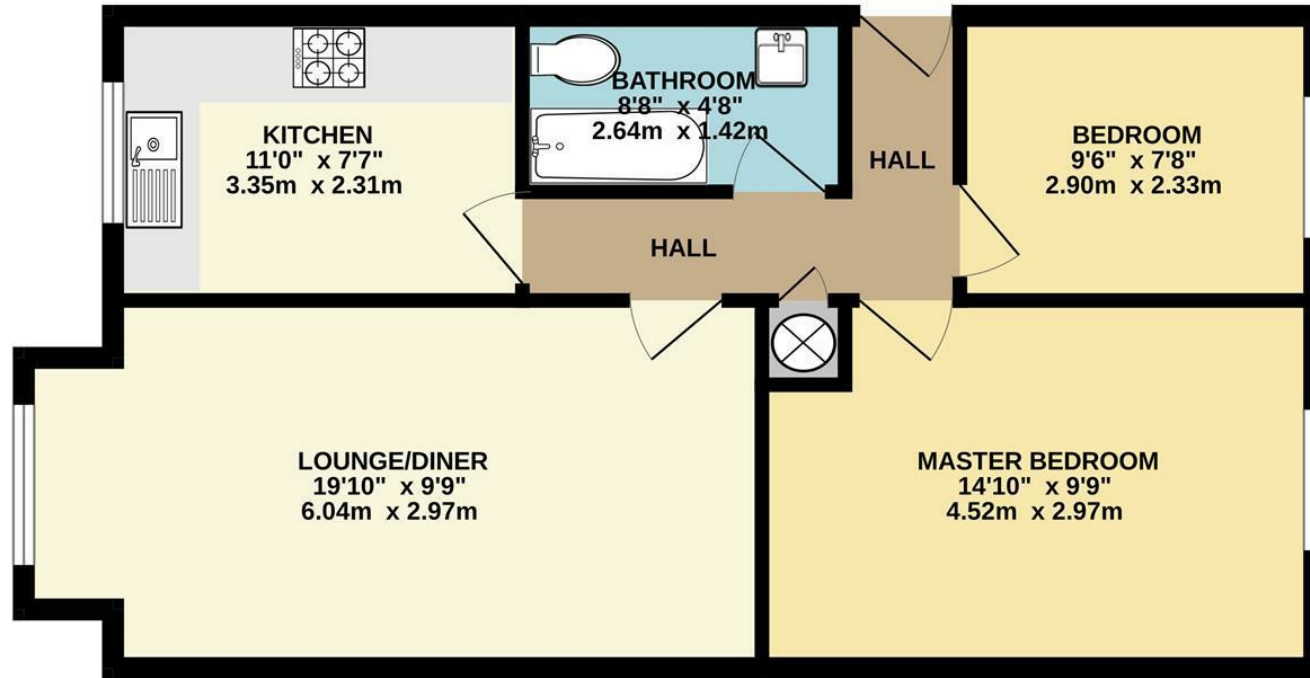 KITCHEN
11'0" x 7'7"
3.35m x 2.31m
BATHROOM
8'8" x 4'8"
2.64m x 1.42m
HALL
BEDROOM
9'6" x 7'8"
2.90m x 2.33m
HALL
LOUNGE/DINER
19'10" x 9'9"
6.04m x 2.97m
MASTER BEDROOM
14'10" x 9'9"
4.52m x 2.97m